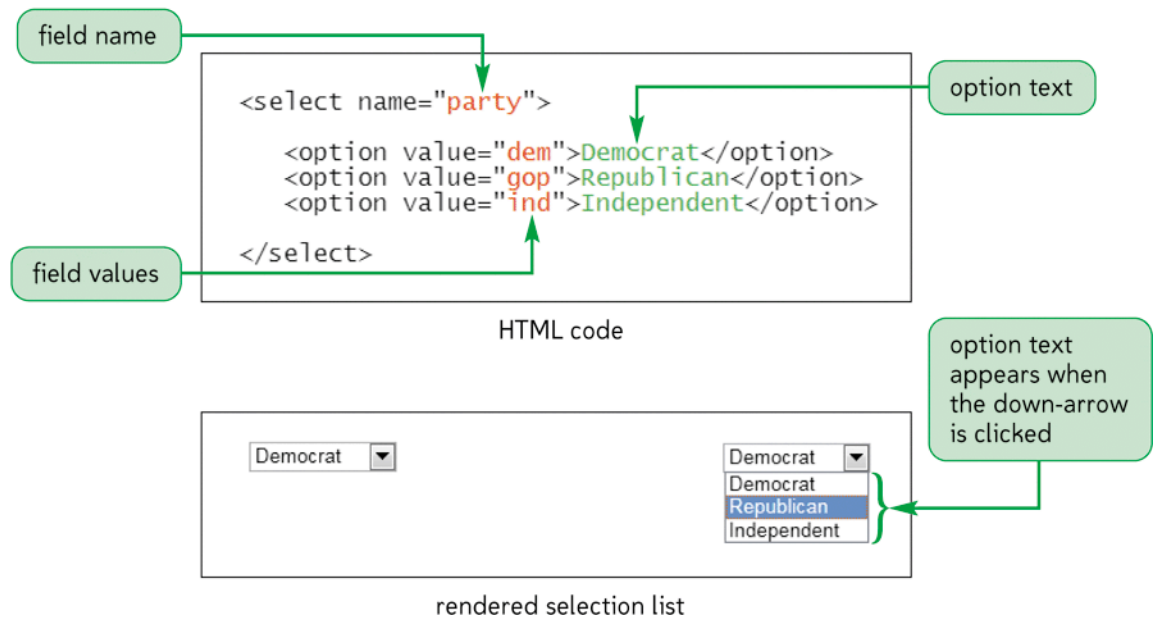 field name
<select name="party">
option text
<option value="dem">Democrat</option>
<option value="gop">Republican</option>
<option value="ind">Independent</option>
</select>
field values
HTML code
option text
appears when
the down-arrow
is clicked
Democrat
Democrat
Democrat
Republican
Independent
rendered selection list